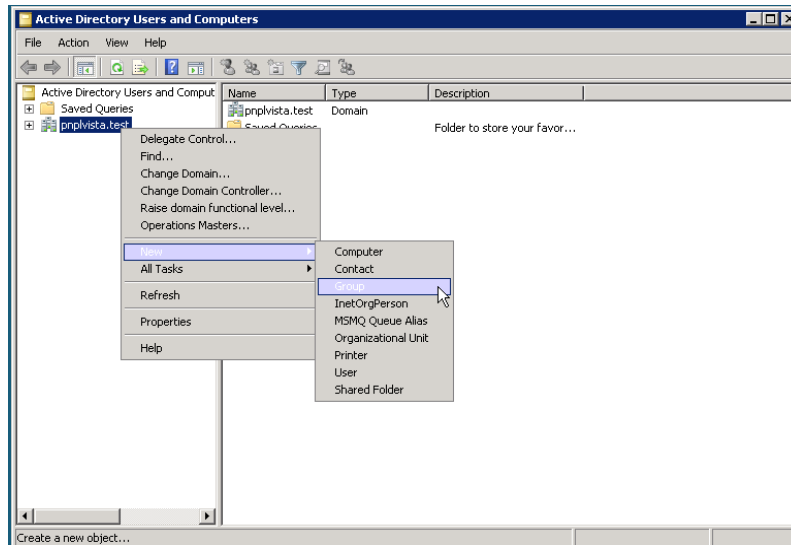 Active Directory Users and Computers
File Action View Help
Active Directory Users and Comput
Saved Queries
pnplvista.test
Name Type Description
pnplvista.test Domain
Saved Queries Folder to store your favor...
Delegate Control...
Find...
Change Domain...
Change Domain Controller...
Raise domain functional level...
Operations Masters...
New
All Tasks
Refresh
Properties
Help
Computer
Contact
Group
InetOrgPerson
MSMQ Queue Alias
Organizational Unit
Printer
User
Shared Folder
Create a new object...